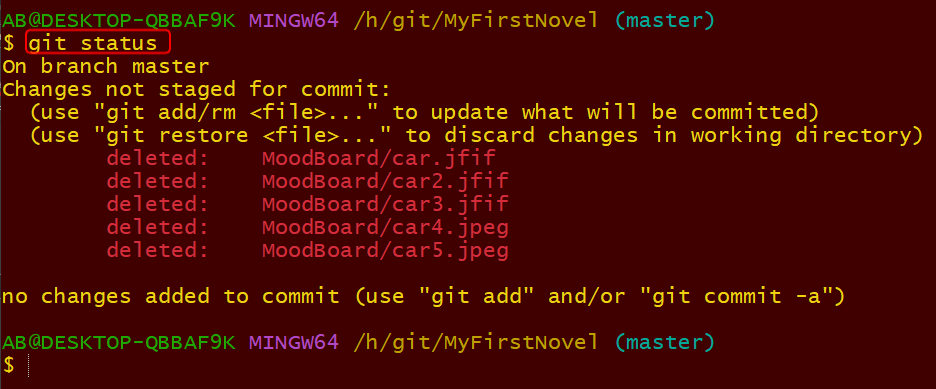 AB@DESKTOP-QBBAF9K MINGW64 /h/git/MyFirstNovel (master)
$ git status
On branch master
Changes not staged for commit:
  (use "git add/rm <file>..." to update what will be committed)
  (use "git restore <file>..." to discard changes in working directory)
        deleted:    MoodBoard/car.jfif
        deleted:    MoodBoard/car2.jfif
        deleted:    MoodBoard/car3.jfif
        deleted:    MoodBoard/car4.jpeg
        deleted:    MoodBoard/car5.jpeg
no changes added to commit (use "git add" and/or "git commit -a")
AB@DESKTOP-QBBAF9K MINGW64 /h/git/MyFirstNovel (master)
$